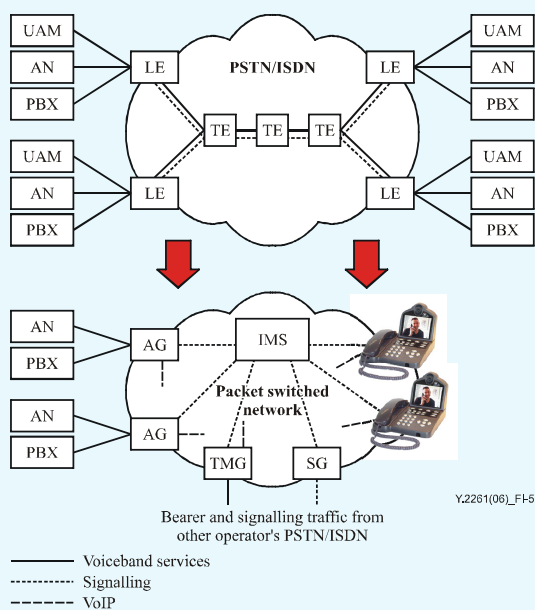 UAM
AN
PBX
LE
PSTN/ISDN
LE
UAM
AN
PBX
TE
TE
TE
UAM
AN
PBX
LE
LE
UAM
AN
PBX
AN
PBX
AG
IMS
AN
PBX
AG
Packet switched
network
TMG
SG
Y.2261(06)_FI-5
Bearer and signalling traffic from
other operator's PSTN/ISDN
Voiceband services
Signalling
VoIP